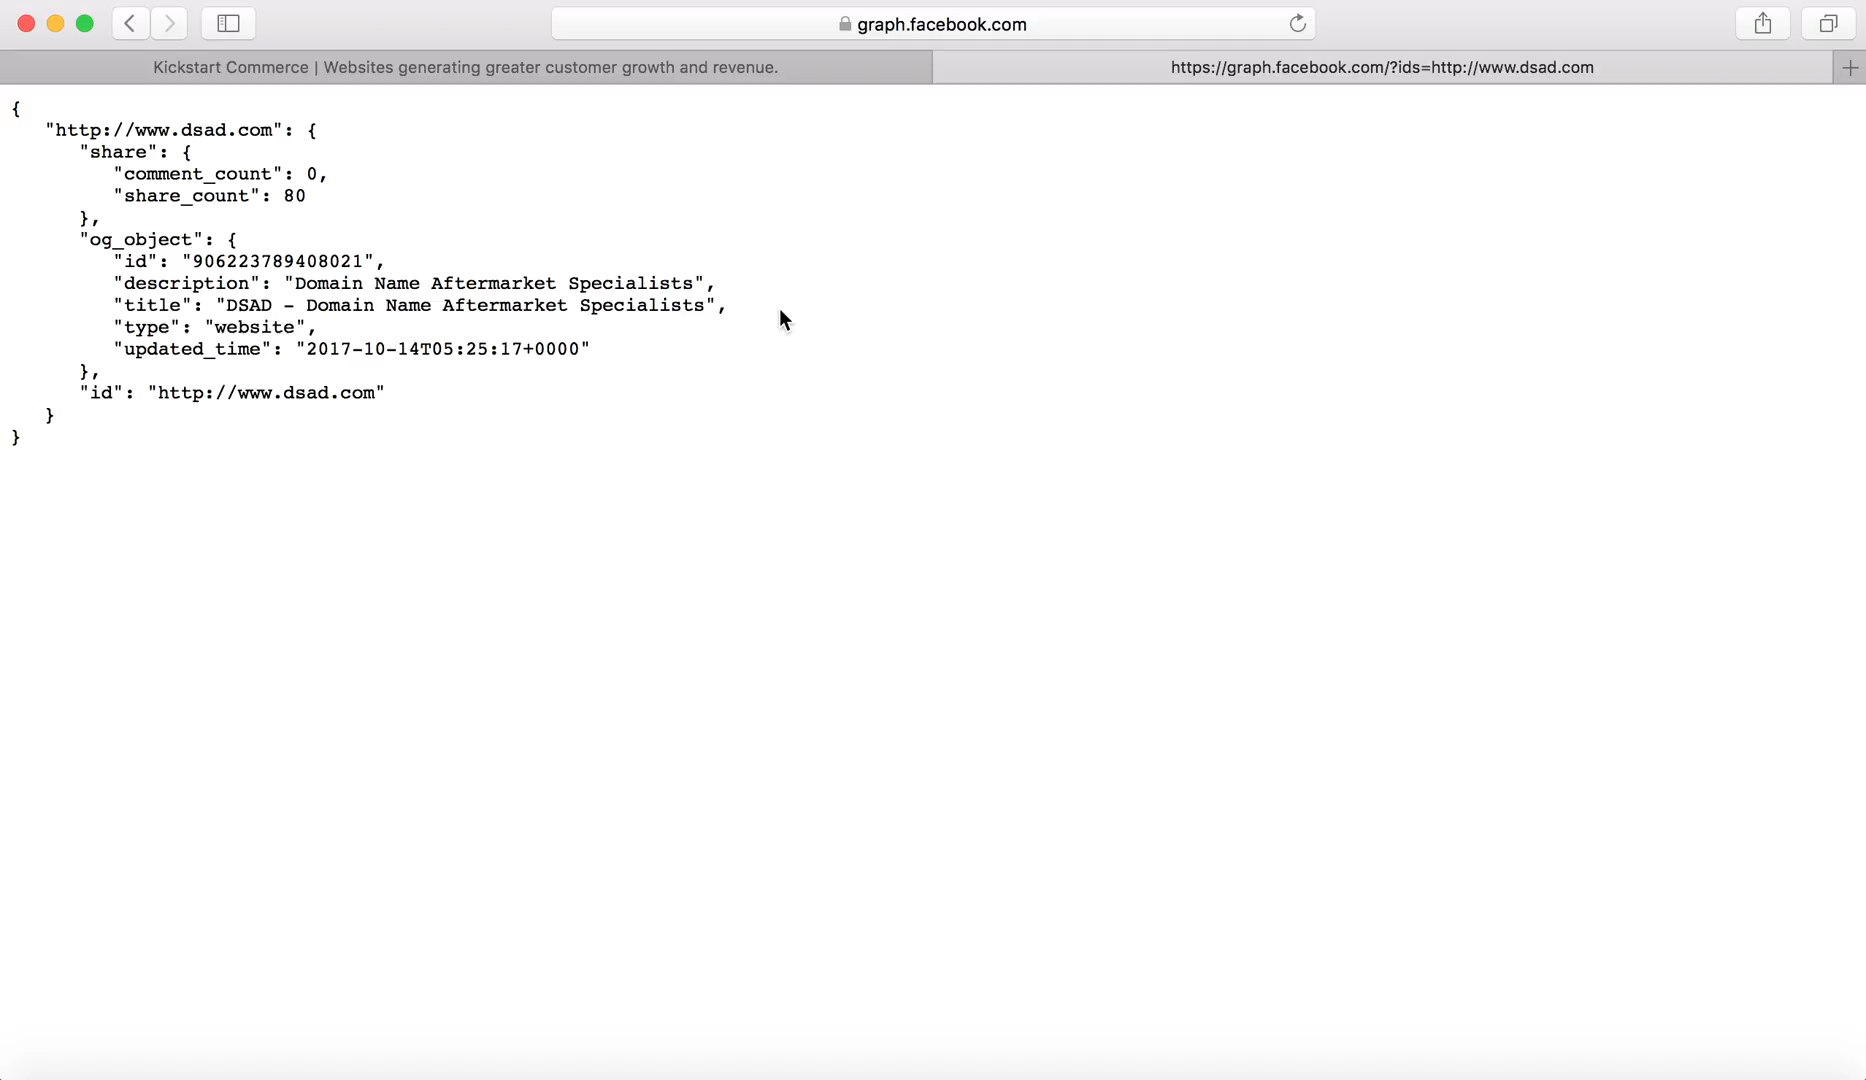 graph.facebook.com
Kickstart Commerce | Websites generating greater customer growth and revenue.
https://graph.facebook.com/?ids=http://www.dsad.com
{
"http://www.dsad.com": {
"share": {
"comment_count": 0,
"share_count": 80
},
"og_object": {
"id": "906223789408021",
"description": "Domain Name Aftermarket Specialists",
"title": "DSAD – Domain Name Aftermarket Specialists",
"type": "website",
"updated_time": "2017-10-14T05:25:17+0000"
},
"id": "http://www.dsad.com"
}
}